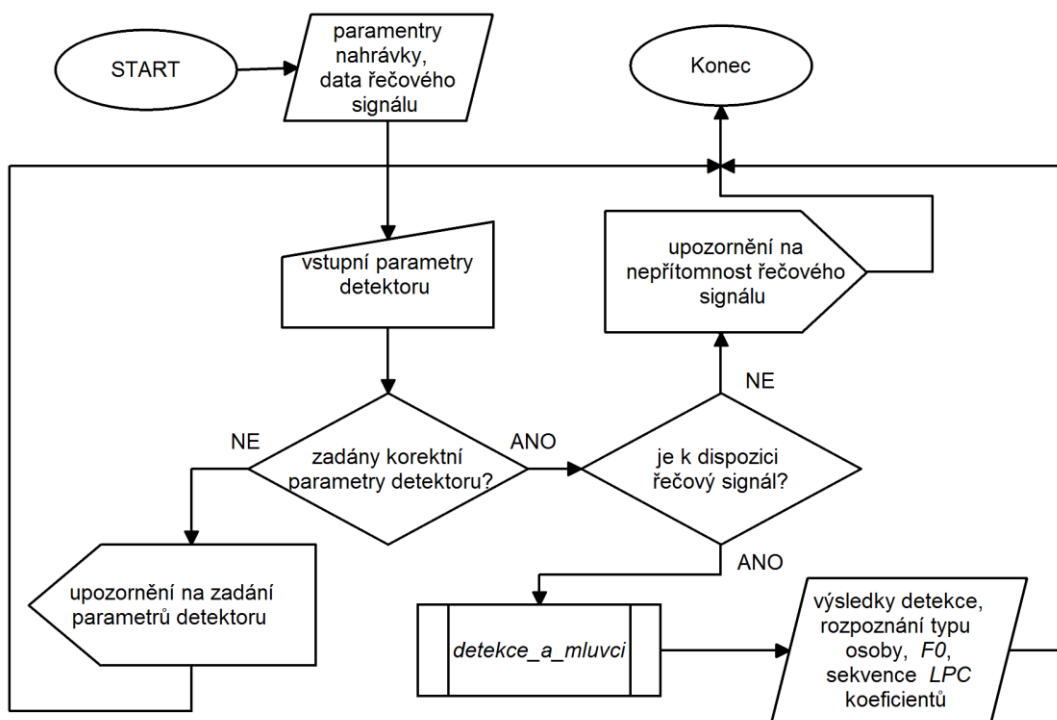 START
paramentry
nahrávky,
data řečového
signálu
Konec
vstupní parametry
detektoru
upozornění na
nepřítomnost řečového
signálu
NE
NE
ANO
zadány korektní
parametry detektoru?
je k dispozici
řečový signál?
ANO
upozornění na zadání
parametrů detektoru
detekce_a_mluvci
výsledky detekce,
rozpoznání typu
osoby, F0,
sekvence LPC
koeficientů